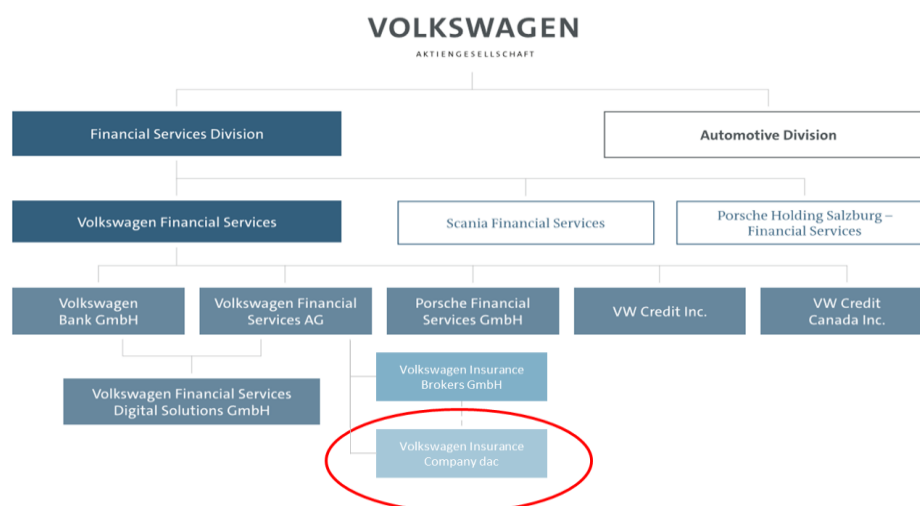 VOLKSWAGEN
AKTIENGESELLSCHAFT
Financial Services Division
Automotive Division
Volkswagen Financial Services
Scania Financial Services
Porsche Holding Salzburg –
Financial Services
Volkswagen
Bank GmbH
Volkswagen Financial
Services AG
Porsche Financial
Services GmbH
VW Credit Inc.
VW Credit
Canada Inc.
Volkswagen Insurance
Brokers GmbH
Volkswagen Financial Services
Digital Solutions GmbH
Volkswagen Insurance
Company dac